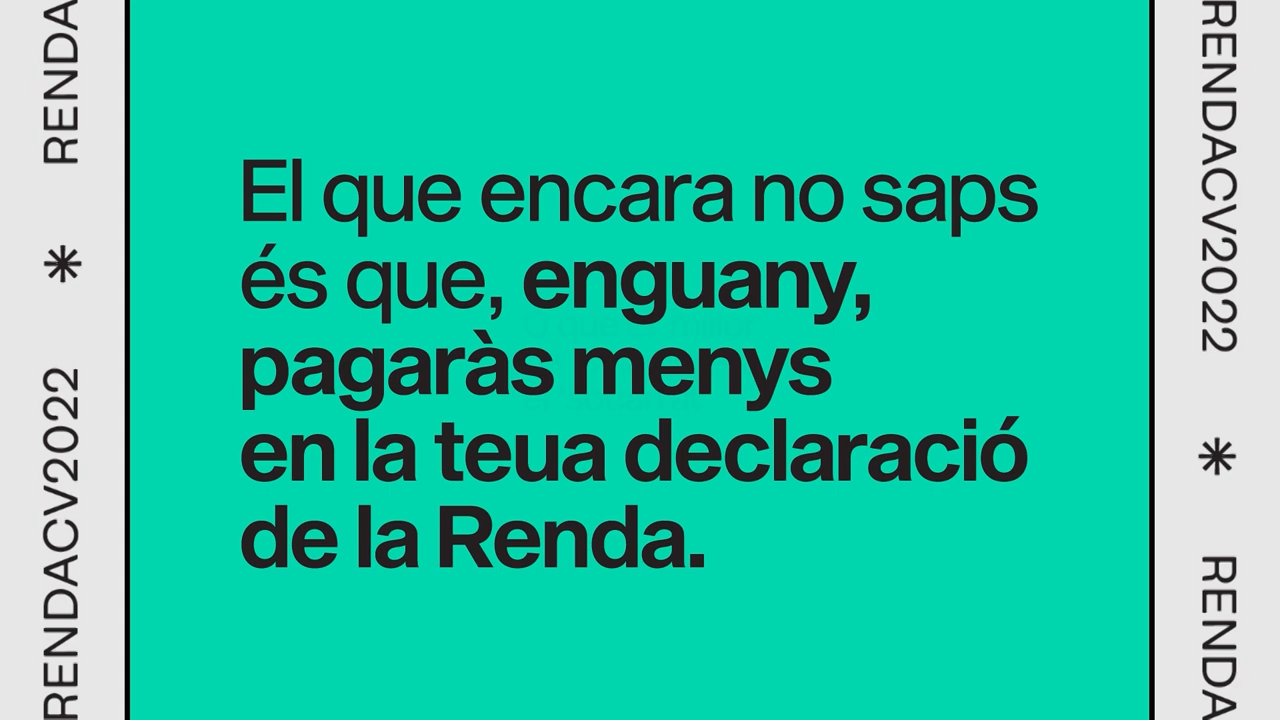 El que encara no saps
és que, enguany,
pagaràs menys
en la teua declaració
de la Renda.
RENDA
RENDACV2022
RENDACV2022
RENDA